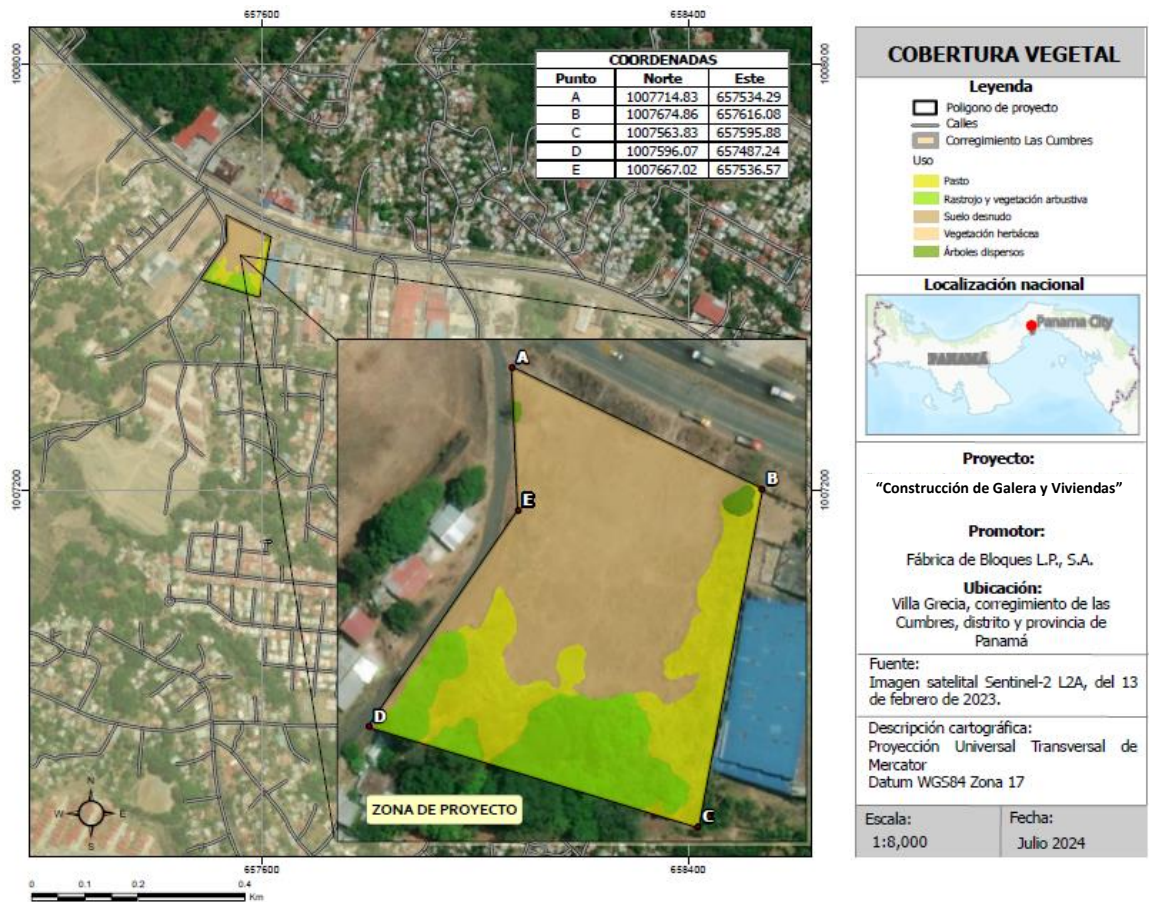 657600
658400
1008000
1008000
COORDENADAS
Punto Norte Este
A 1007714.83 657534.29
B 1007674.86 657616.08
C 1007563.83 657595.88
D 1007596.07 657487.24
E 1007667.02 657536.57
1007200
1007200
A
B
E
D
C
ZONA DE PROYECTO
N
W E
S
657600
658400
0 0.1 0.2 0.4
Km
COBERTURA VEGETAL
Leyenda
Poligono de proyecto
Calles
Corregimiento Las Cumbres
Uso
Pasto
Rastrojo y vegetación arbustiva
Suelo desnudo
Vegetación herbácea
Árboles dispersos
Localización nacional
Panama City
PANAMÁ
Proyecto:
“Construcción de Galera y Viviendas”
Promotor:
Fábrica de Bloques L.P., S.A.
Ubicación:
Villa Grecia, corregimiento de las
Cumbres, distrito y provincia de
Panamá
Fuente:
Imagen satelital Sentinel-2 L2A, del 13
de febrero de 2023.
Descripción cartográfica:
Proyección Universal Transversal de
Mercator
Datum WGS84 Zona 17
Escala:
1:8,000
Fecha:
Julio 2024